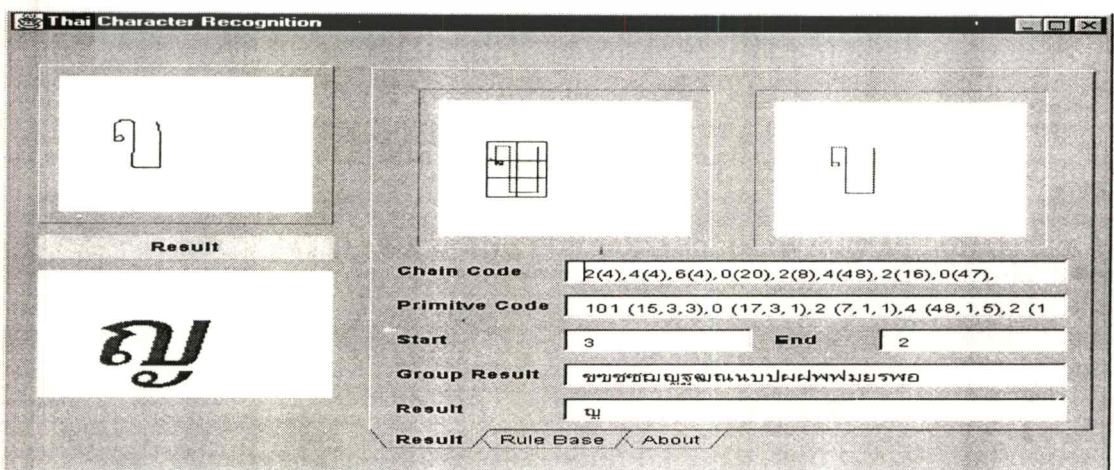 Thai Character Recognition
Result
ญ
Chain Code 2(4),4(4),6(4),0(20),2(8),4(48),2(16),0(47),
Primitve Code 101 (15,3,3),0 (17,3,1),2 (7,1,1),4 (48,1,5),2 (1
Start 3 End 2
Group Result ขฃชซฌญฐฒณนบปผฝพฟมยรพอ
Result ญ
Result Rule Base About